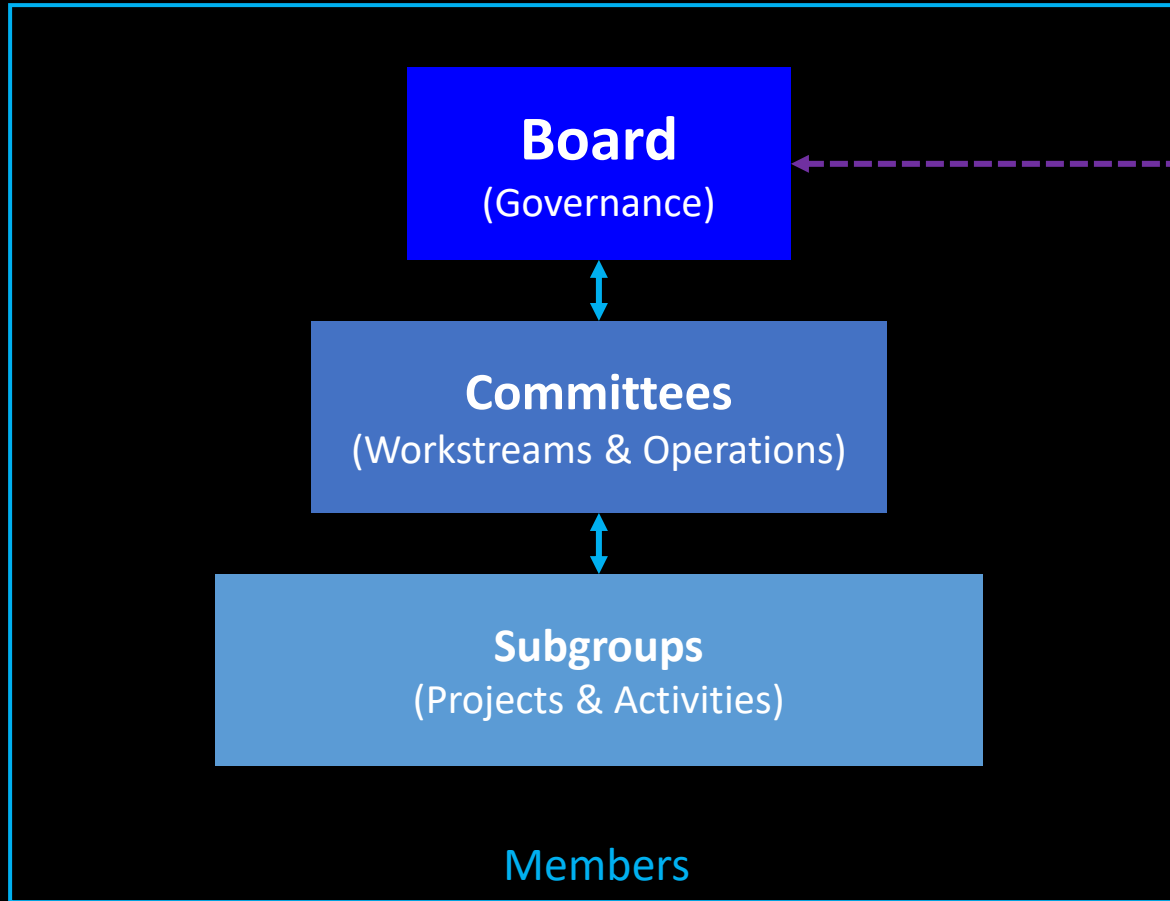 Board
(Governance)
Committees
(Workstreams & Operations)
Subgroups
(Projects & Activities)
Members